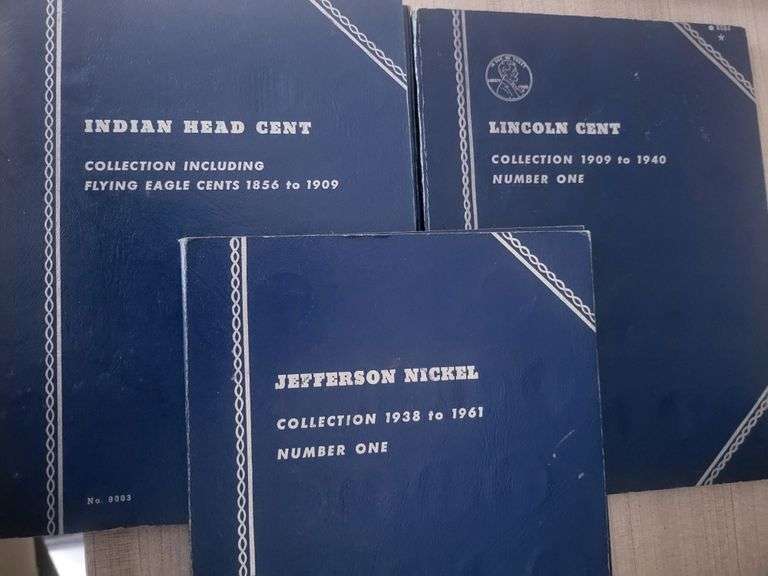 INDIAN HEAD CENT
COLLECTION INCLUDING
FLYING EAGLE CENTS 1856 to 1909
No. 9003
LINCOLN CENT
COLLECTION 1909 to 1940
NUMBER ONE
JEFFERSON NICKEL
COLLECTION 1938 to 1961
NUMBER ONE